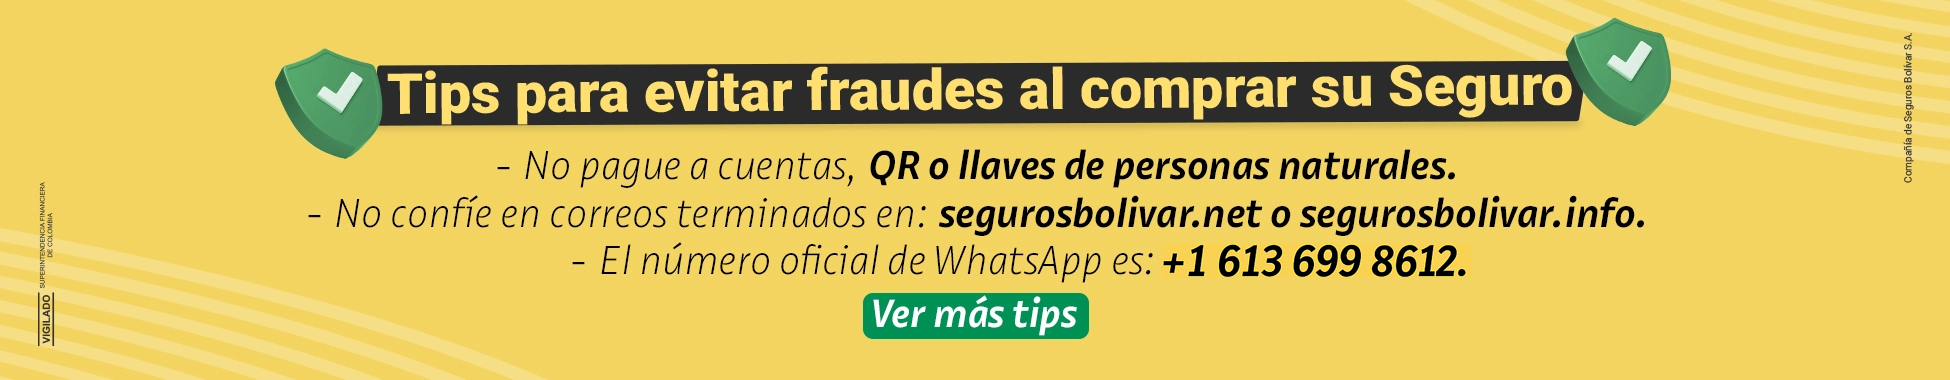 Tips para evitar fraudes al comprar su Seguro
- No pague a cuentas, QR o llaves de personas naturales.
- No confíe en correos terminados en: segurosbolivar.net o segurosbolivar.info.
- El número oficial de WhatsApp es: +1 613 699 8612.
Ver más tips
VIGILADO
SUPERINTENDENCIA FINANCIERA
DE COLOMBIA
Compañía de Seguros Bolívar S.A.